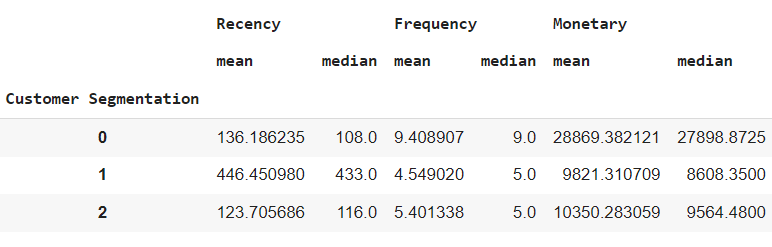 Recency Frequency Monetary
mean median mean median mean median
Customer Segmentation
0 136.186235 108.0 9.408907 9.0 28869.382121 27898.8725
1 446.450980 433.0 4.549020 5.0 9821.310709 8608.3500
2 123.705686 116.0 5.401338 5.0 10350.283059 9564.4800